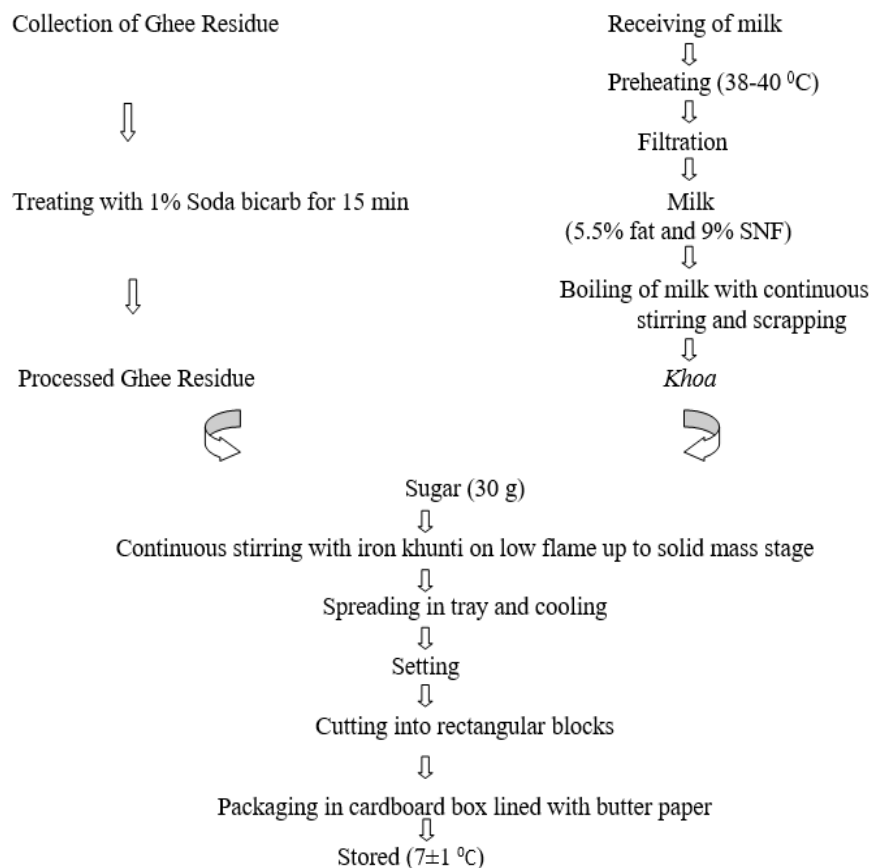 Collection of Ghee Residue
Treating with 1% Soda bicarb for 15 min
Processed Ghee Residue
Receiving of milk
Preheating (38-40 ⁰C)
Filtration
Milk
(5.5% fat and 9% SNF)
Boiling of milk with continuous
stirring and scrapping
Khoa
Sugar (30 g)
Continuous stirring with iron khunti on low flame up to solid mass stage
Spreading in tray and cooling
Setting
Cutting into rectangular blocks
Packaging in cardboard box lined with butter paper
Stored (7±1 ⁰C)